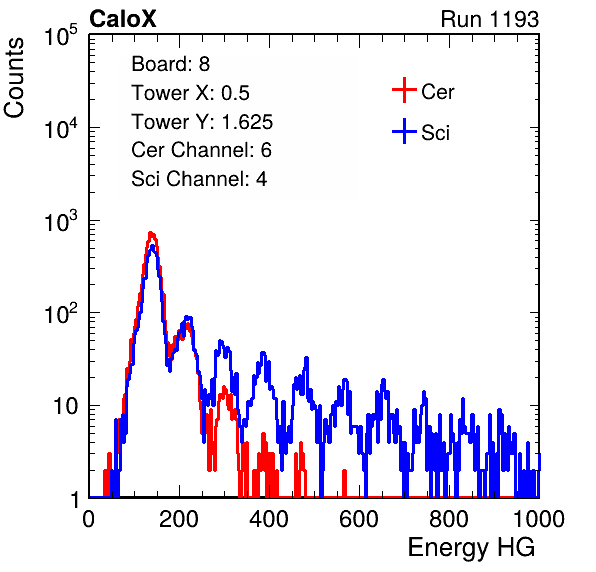 CaloX Run 1193
Counts
Board: 8
Tower X: 0.5
Tower Y: 1.625
Cer Channel: 6
Sci Channel: 4
Cer
Sci
10^5
10^4
10^3
10^2
10
1
0 200 400 600 800 1000
Energy HG